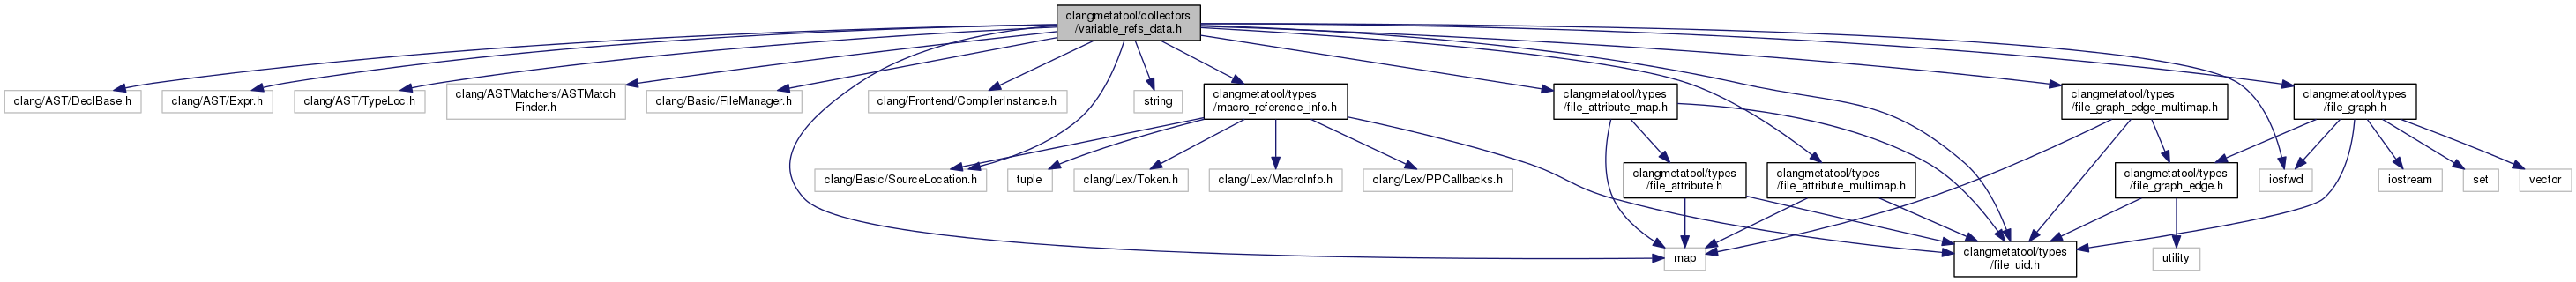 clangmetatool/collectors
/variable_refs_data.h
clang/AST/DeclBase.h
clang/AST/Expr.h
clang/AST/TypeLoc.h
clang/ASTMatchers/ASTMatch
Finder.h
clang/Basic/FileManager.h
clang/Frontend/CompilerInstance.h
string
clangmetatool/types
/macro_reference_info.h
clangmetatool/types
/file_attribute_map.h
clangmetatool/types
/file_graph_edge_multimap.h
clangmetatool/types
/file_graph.h
clang/Basic/SourceLocation.h
tuple
clang/Lex/Token.h
clang/Lex/MacroInfo.h
clang/Lex/PPCallbacks.h
clangmetatool/types
/file_attribute.h
clangmetatool/types
/file_attribute_multimap.h
clangmetatool/types
/file_graph_edge.h
iosfwd
iostream
set
vector
map
clangmetatool/types
/file_uid.h
utility